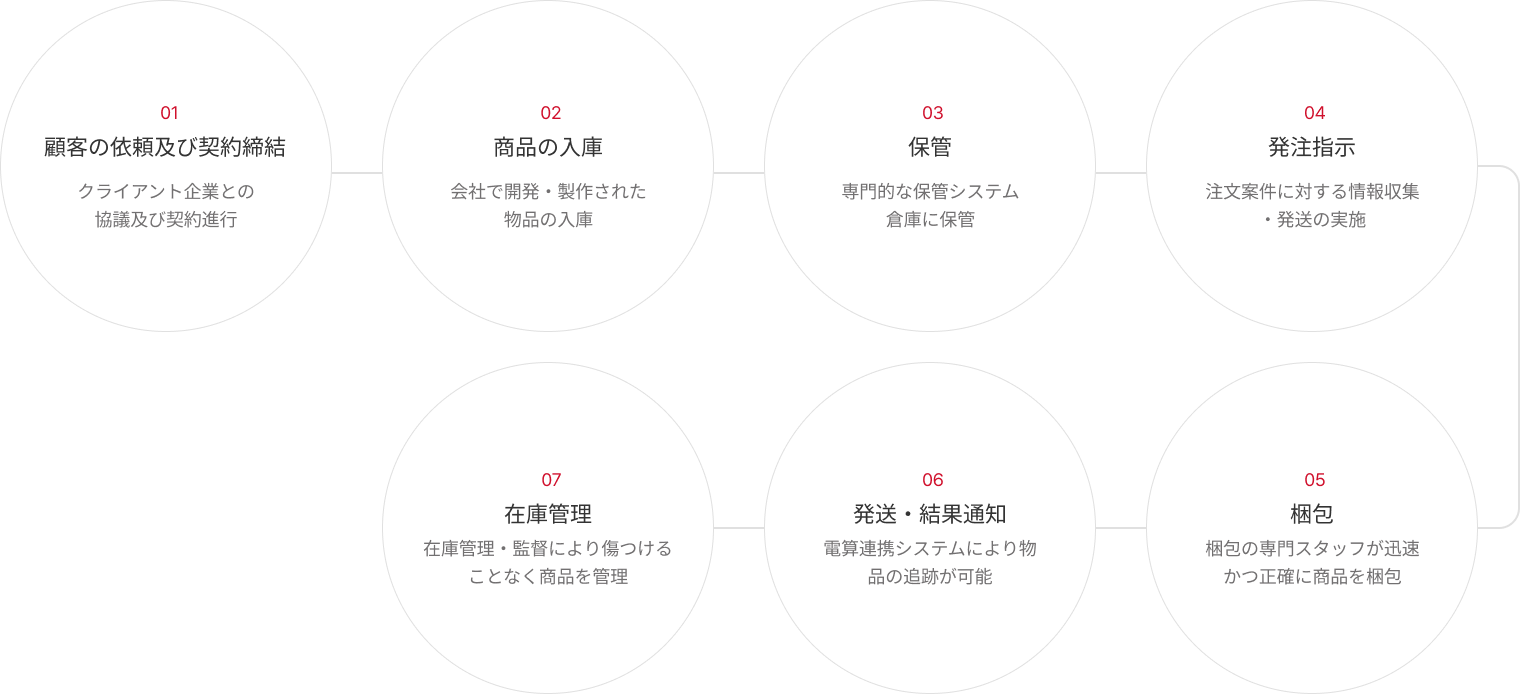 01
顧客の依頼及び契約締結
クライアント企業との
協議及び契約進行
02
商品の入庫
会社で開発・製作された
物品の入庫
03
保管
専門的な保管システム
倉庫に保管
04
発注指示
注文案件に対する情報収集
・発送の実施
05
梱包
梱包の専門スタッフが迅速
かつ正確に商品を梱包
06
発送・結果通知
電算連携システムにより物
品の追跡が可能
07
在庫管理
在庫管理・監督により傷つける
ことなく商品を管理